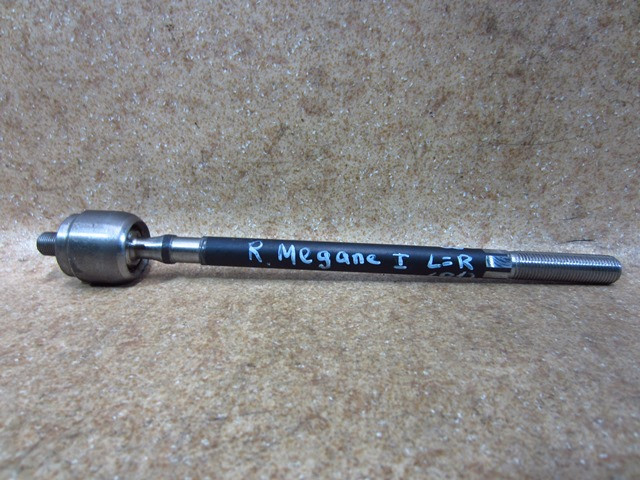 R. Megane I L=R